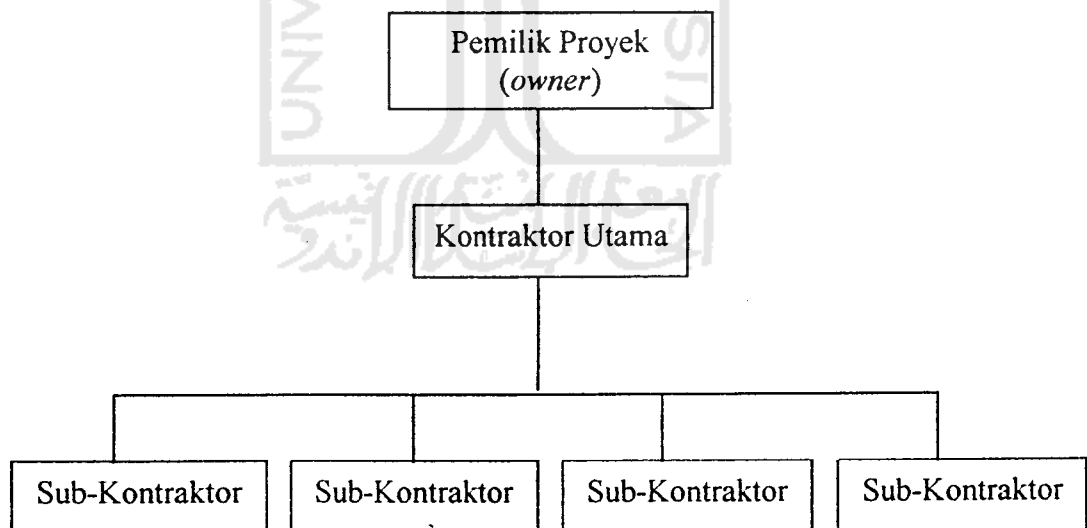 Pemilik Proyek
(owner)
Kontraktor Utama
Sub-Kontraktor
Sub-Kontraktor
Sub-Kontraktor
Sub-Kontraktor